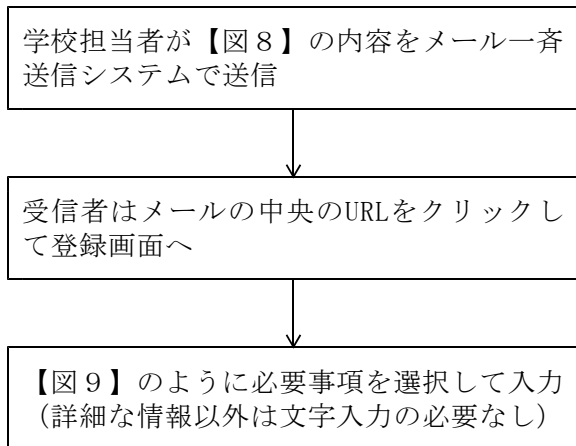 学校担当者が【図８】の内容をメール一斉
送信システムで送信
受信者はメールの中央のURLをクリックし
て登録画面へ
【図９】のように必要事項を選択して入力
（詳細な情報以外は文字入力の必要なし）